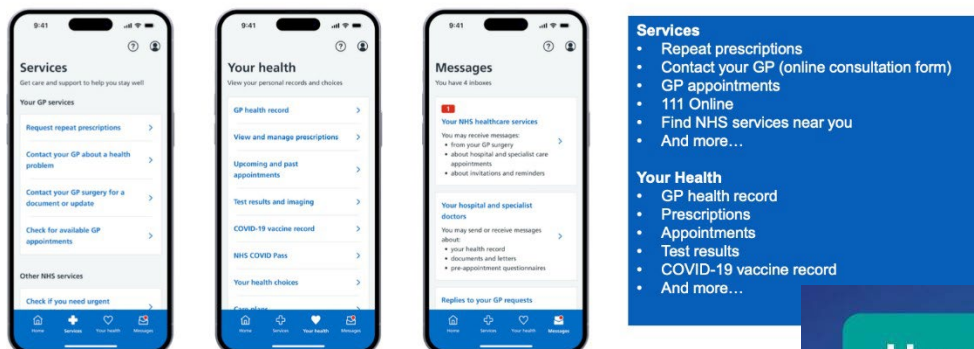 9:41
Services
Get care and support to help you stay well
Your GP services
Request repeat prescriptions
Contact your GP about a health
problem
Contact your GP surgery for a
document or update
Check for available GP
appointments
Other NHS services
Check if you need urgent
Home Services Your health Messages
9:41
Your health
View your personal records and choices
GP health record
View and manage prescriptions
Upcoming and past
appointments
Test results and imaging
COVID-19 vaccine record
NHS COVID Pass
Your health choices
Care plans
Home Services Your health Messages
9:41
Messages
You have 4 inboxes
1
Your NHS healthcare services
You may receive messages:
• from your GP surgery
• about hospital and specialist care
appointments
• about invitations and reminders
Your hospital and specialist
doctors
You may send or receive messages
about:
• your health record
• documents and letters
• pre-appointment questionnaires
Replies to your GP requests
Home Services Your health Messages
Services
• Repeat prescriptions
• Contact your GP (online consultation form)
• GP appointments
• 111 Online
• Find NHS services near you
• And more…
Your Health
• GP health record
• Prescriptions
• Appointments
• Test results
• COVID-19 vaccine record
• And more…